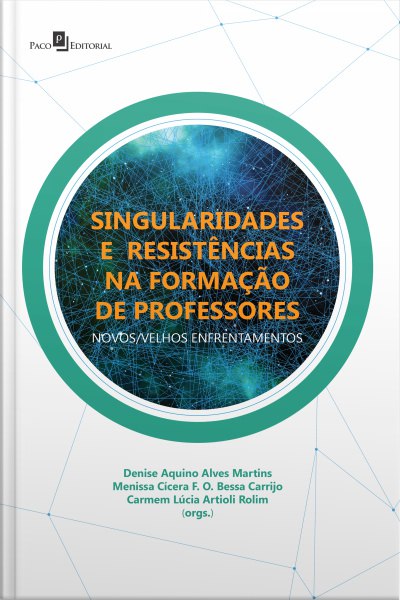 PACO EDITORIAL
SINGULARIDADES
E RESISTÊNCIAS
NA FORMAÇÃO
DE PROFESSORES
NOVOS/VELHOS ENFRENTAMENTOS
Denise Aquino Alves Martins
Menissa Cicera F. O. Bessa Carrijo
Carmem Lúcia Artioli Rolim
(orgs.)